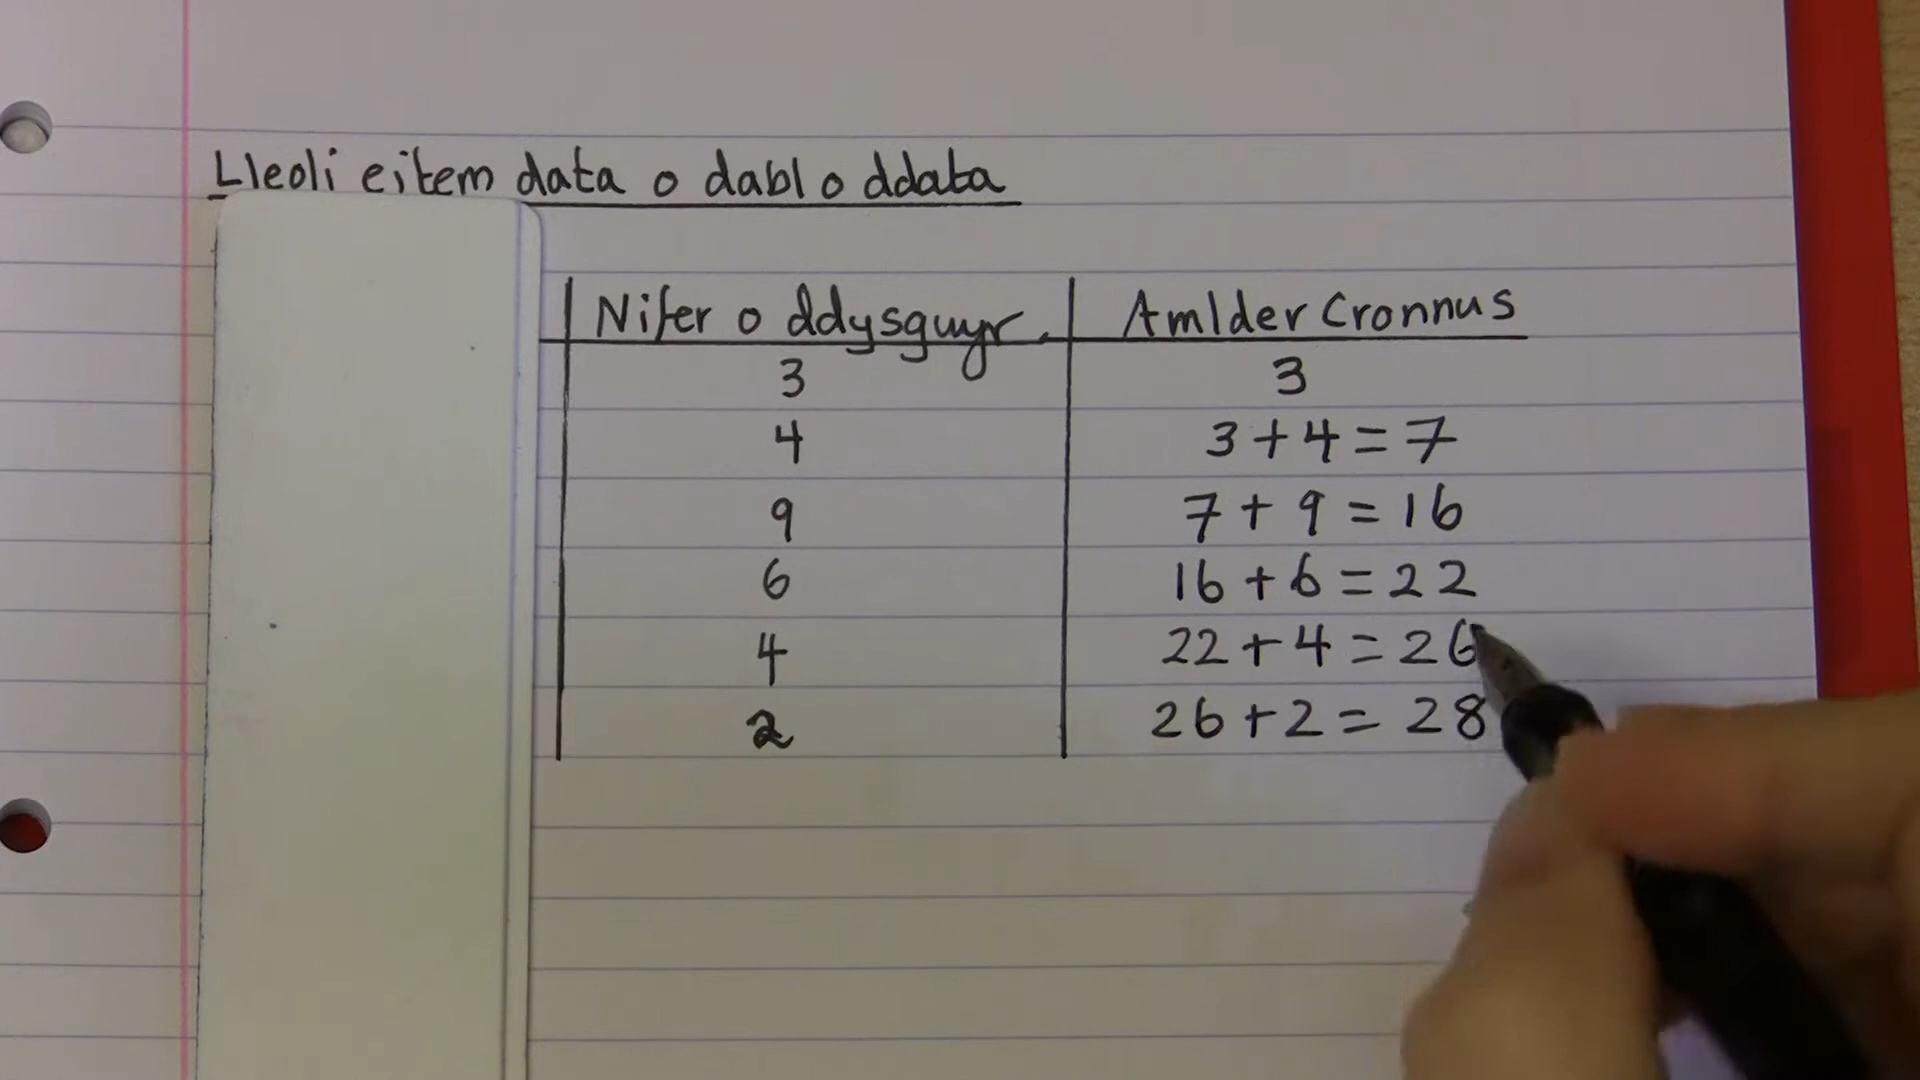 Lleoli eitem data o dabl o ddata
Nifer o ddysgwyr. Amlder Cronnus
3 3
4 3 + 4 = 7
9 7 + 9 = 16
6 16 + 6 = 22
4 22 + 4 = 26
2 26 + 2 = 28